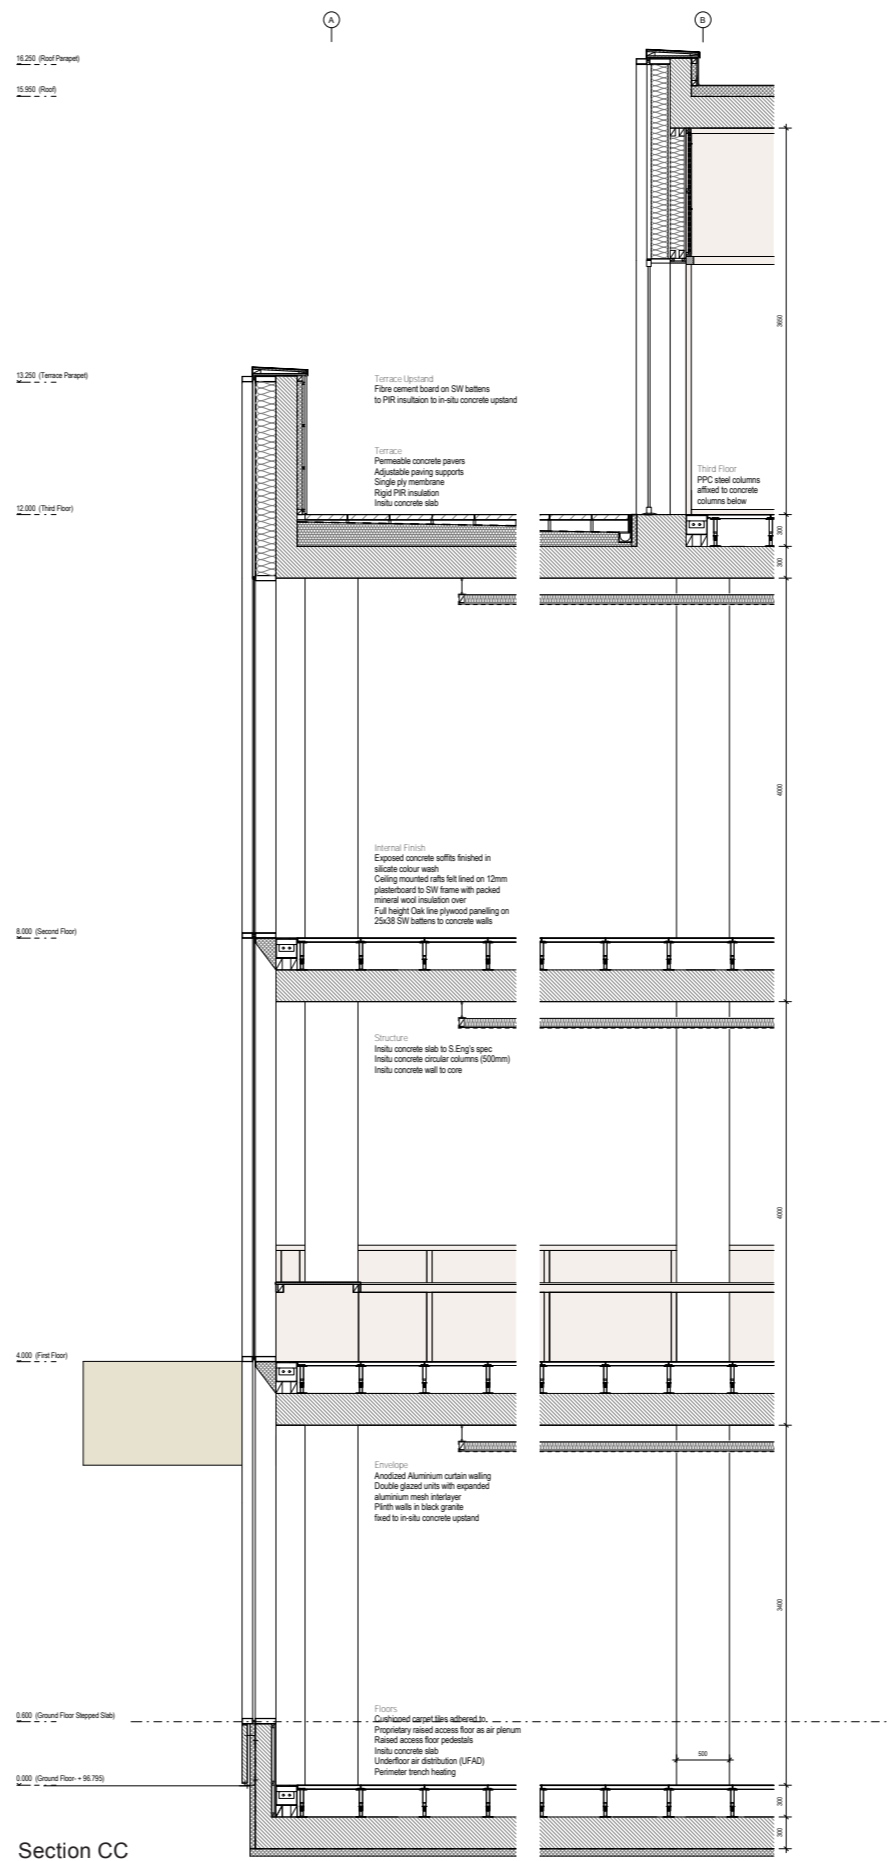 A
B
16.250 (Roof Parapet)
15.950 (Roof)
3650
13.250 (Terrace Parapet)
Terrace Upstand
Fibre cement board on SW battens
to PIR insultaion to in-situ concrete upstand
Terrace
Permeable concrete pavers
Adjustable paving supports
Single ply membrane
Rigid PIR insulation
Insitu concrete slab
Third Floor
PPC steel columns
affixed to concrete
columns below
12.000 (Third Floor)
300
300
4000
Internal Finish
Exposed concrete soffits finished in
silicate colour wash
Ceiling mounted rafts felt lined on 12mm
plasterboard to SW frame with packed
mineral wool insulation over
Full height Oak line plywood panelling on
25x38 SW battens to concrete walls
8.000 (Second Floor)
Structure
Insitu concrete slab to S.Eng's spec
Insitu concrete circular columns (500mm)
Insitu concrete wall to core
4000
4.000 (First Floor)
Envelope
Anodized Aluminium curtain walling
Double glazed units with expanded
aluminium mesh interlayer
Plinth walls in black granite
fixed to in-situ concrete upstand
3400
0.600 (Ground Floor Stepped Slab)
Floors
Cushioned carpet tiles adhered to
Proprietary raised access floor as air plenum
Raised access floor pedestals
Insitu concrete slab
Underfloor air distribution (UFAD)
Perimeter trench heating
500
0.000 (Ground Floor- + 96.795)
300
300
Section CC